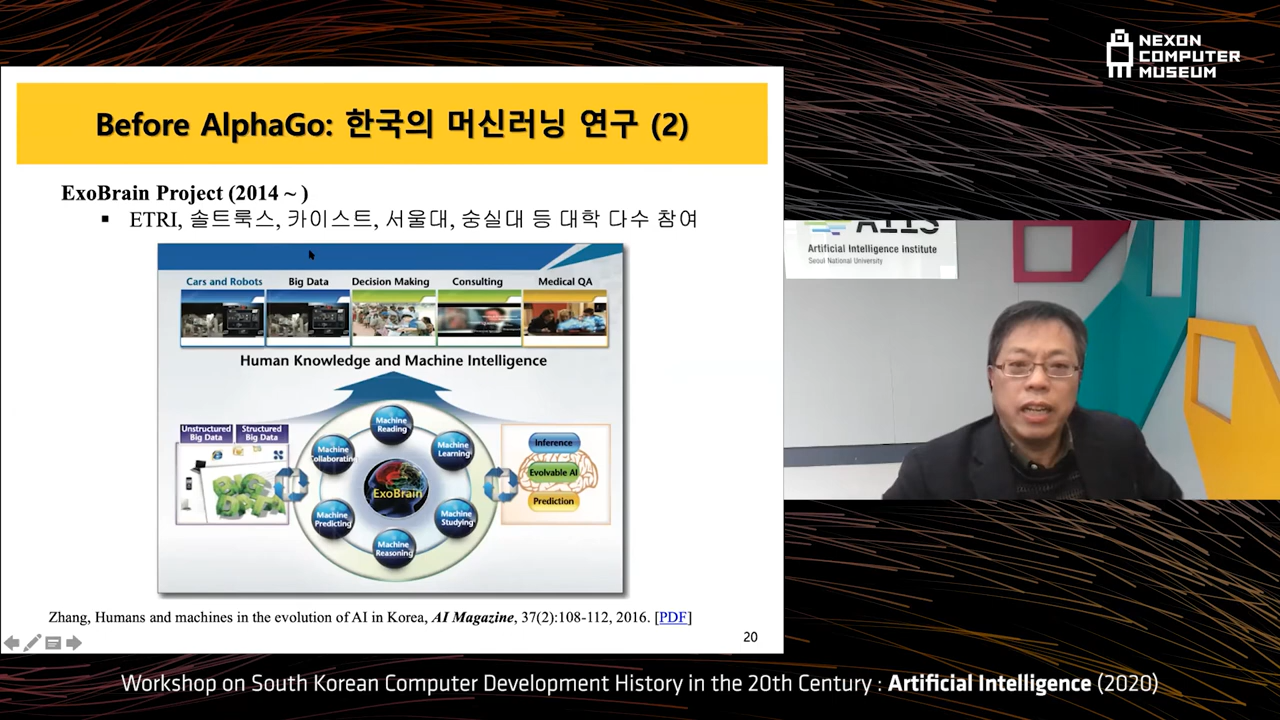 NEXON
COMPUTER
MUSEUM
Before AlphaGo: 한국의 머신러닝 연구 (2)
ExoBrain Project (2014 ~ )
▪ ETRI, 솔트룩스, 카이스트, 서울대, 숭실대 등 대학 다수 참여
Cars and Robots Big Data Decision Making Consulting Medical QA
Human Knowledge and Machine Intelligence
Unstructured
Big Data
Structured
Big Data
BIG
DATA
Machine
Reading
Machine
Learning
Machine
Studying
Machine
Reasoning
Machine
Predicting
Machine
Collaborating
ExoBrain
Inference
Evolvable AI
Prediction
Zhang, Humans and machines in the evolution of AI in Korea, AI Magazine, 37(2):108-112, 2016. [PDF]
20
AIIS
Artificial Intelligence Institute
Seoul National University
Workshop on South Korean Computer Development History in the 20th Century : Artificial Intelligence (2020)